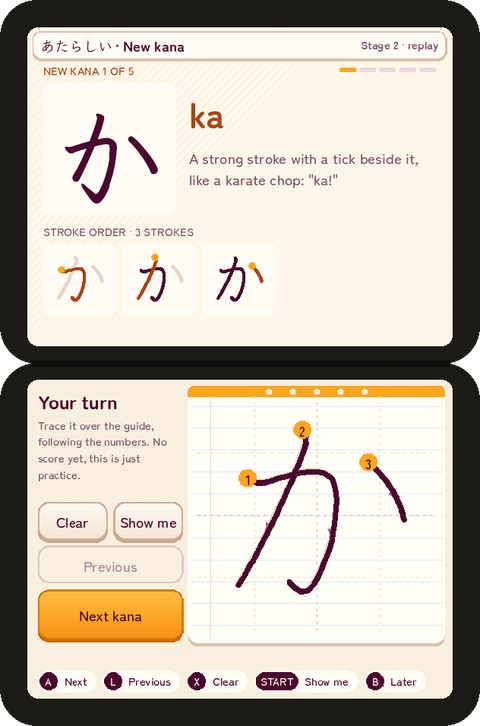 あたらしい · New kana
Stage 2 · replay
NEW KANA 1 OF 5
か
ka
A strong stroke with a tick beside it,
like a karate chop: "ka!"
STROKE ORDER · 3 STROKES
か か か
Your turn
Trace it over the guide,
following the numbers. No
score yet, this is just
practice.
Clear
Show me
Previous
Next kana
1
2
3
か
A Next
L Previous
X Clear
START Show me
B Later